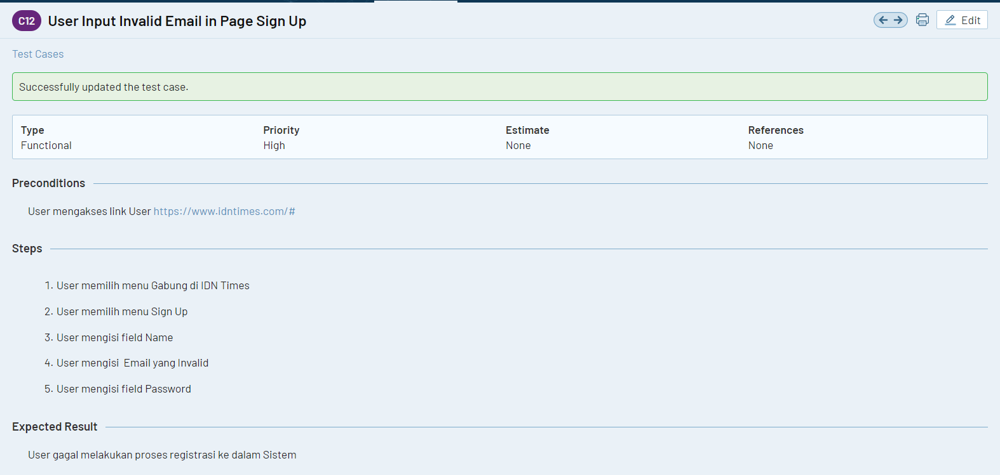 C12 User Input Invalid Email in Page Sign Up Edit
Test Cases
Successfully updated the test case.
Type Priority Estimate References
Functional High None None
Preconditions
User mengakses link User https://www.idntimes.com/#
Steps
1. User memilih menu Gabung di IDN Times
2. User memilih menu Sign Up
3. User mengisi field Name
4. User mengisi  Email yang Invalid
5. User mengisi field Password
Expected Result
User gagal melakukan proses registrasi ke dalam Sistem